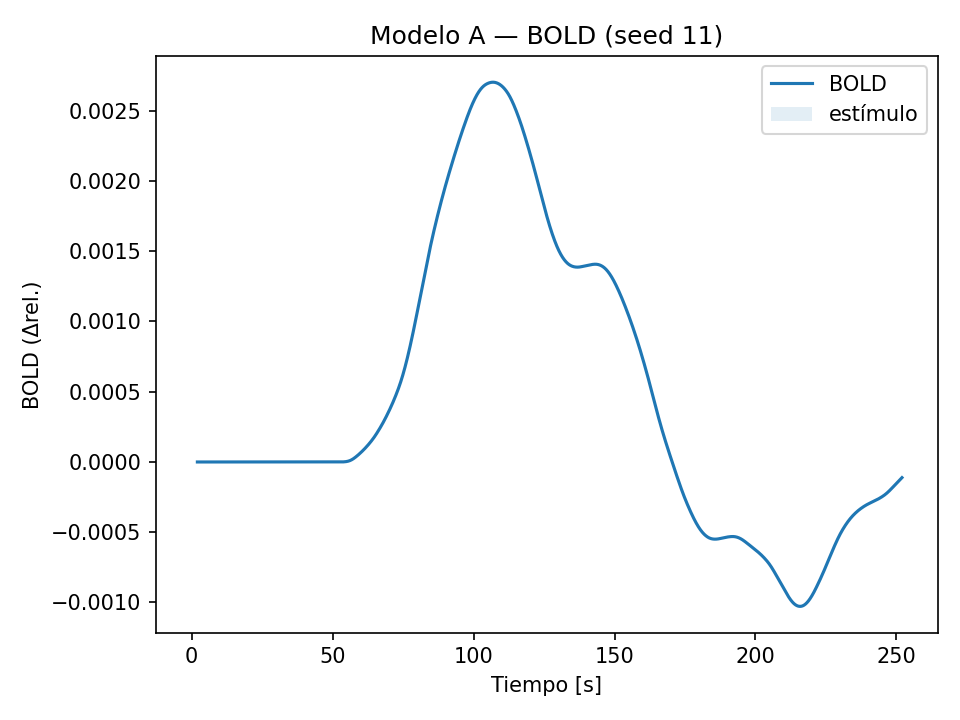 Modelo A — BOLD (seed 11)
BOLD
estímulo
BOLD (Δrel.)
0.0025
0.0020
0.0015
0.0010
0.0005
0.0000
−0.0005
−0.0010
0 50 100 150 200 250
Tiempo [s]